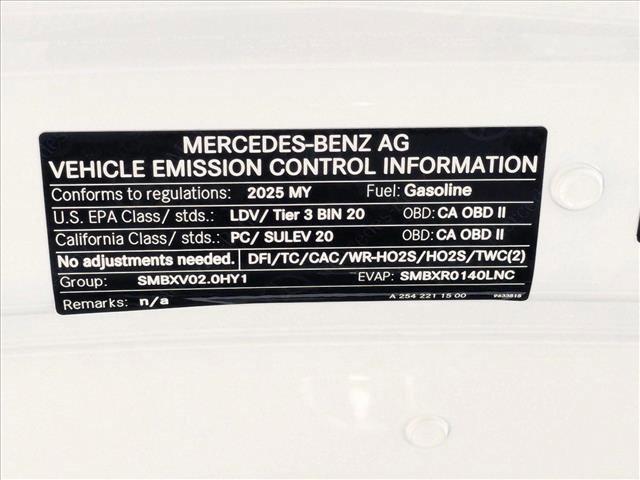 MERCEDES-BENZ AG
VEHICLE EMISSION CONTROL INFORMATION
Conforms to regulations: 2025 MY Fuel: Gasoline
U.S. EPA Class/ stds.: LDV/ Tier 3 BIN 20 OBD: CA OBD II
California Class/ stds.: PC/ SULEV 20 OBD: CA OBD II
No adjustments needed. DFI/TC/CAC/WR-HO2S/HO2S/TWC(2)
Group: SMBXV02.0HY1 EVAP: SMBXR0140LNC
Remarks: n/a A 254 221 15 00